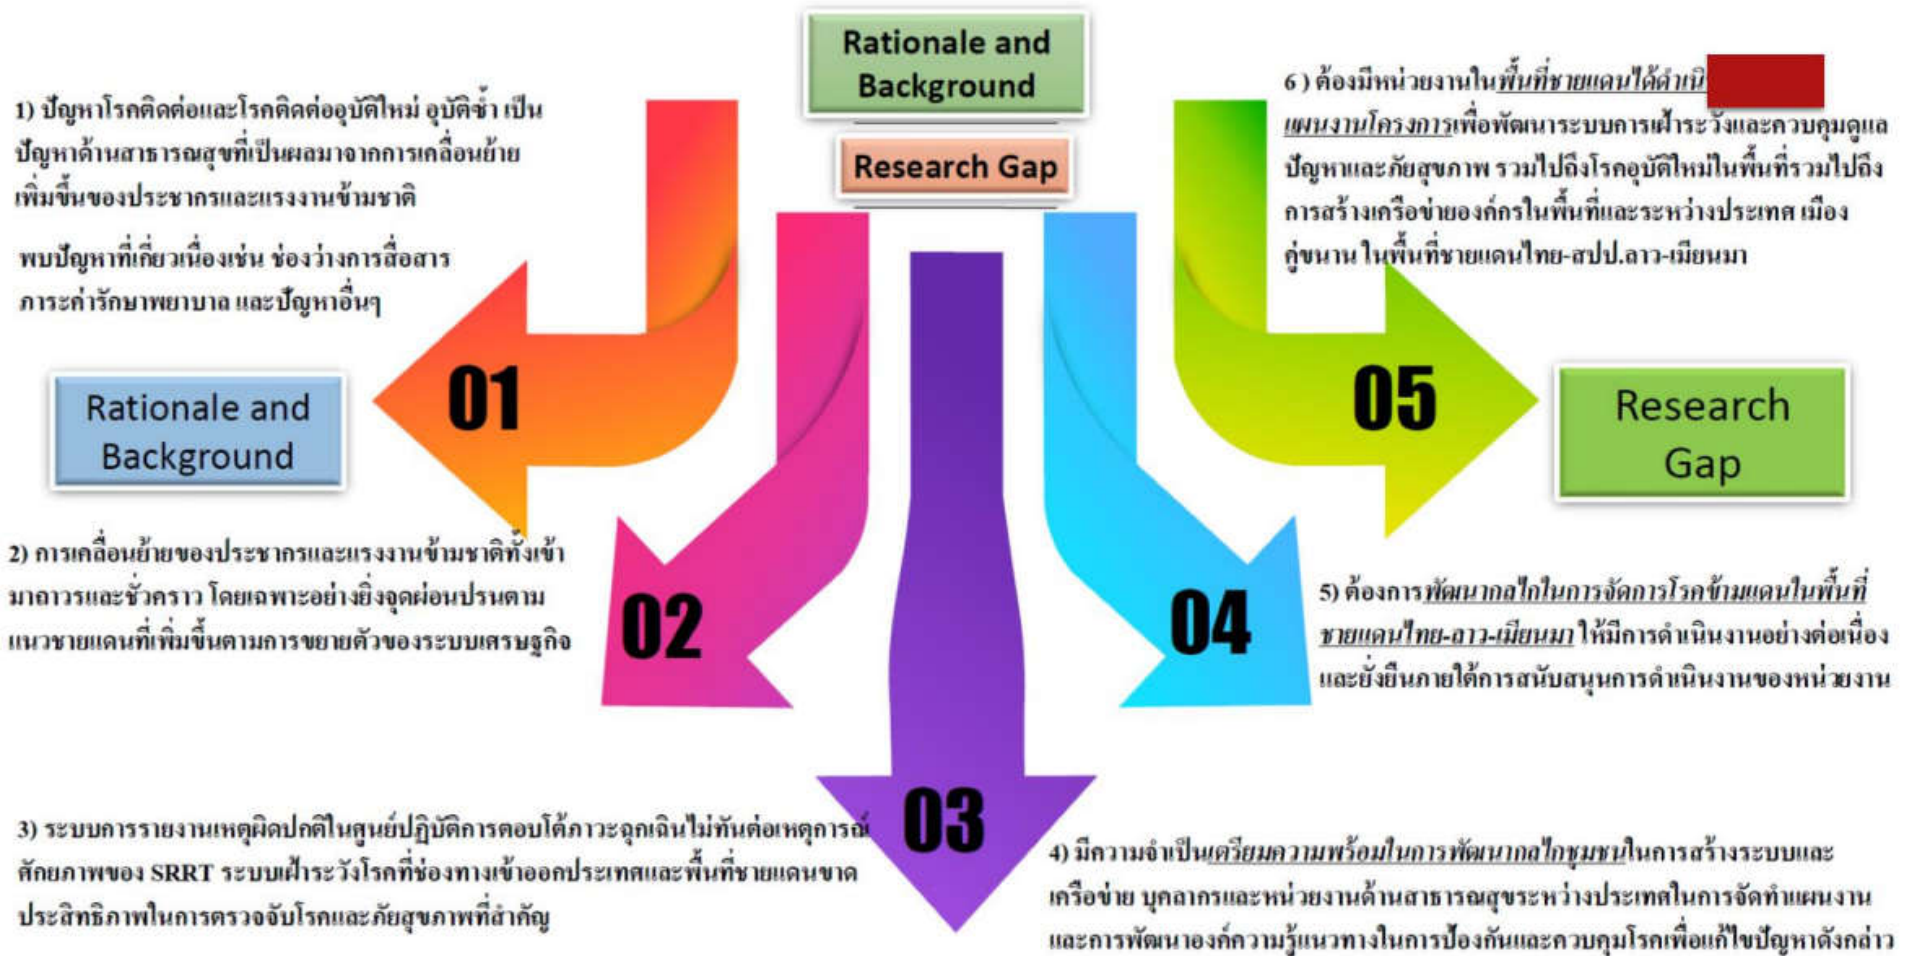 Rationale and
Background
Research Gap
1) ปัญหาโรคติดต่อและโรคติดต่ออุบัติใหม่ อุบัติซ้ำ เป็น
ปัญหาด้านสาธารณสุขที่เป็นผลมาจากการเคลื่อนย้าย
เพิ่มขึ้นของประชากรและแรงงานข้ามชาติ
พบปัญหาที่เกี่ยวเนื่องเช่น ช่องว่างการสื่อสาร
ภาระค่ารักษาพยาบาล และปัญหาอื่นๆ
01
Rationale and
Background
2) การเคลื่อนย้ายของประชากรและแรงงานข้ามชาติทั้งเข้า
มาถาวรและชั่วคราว โดยเฉพาะอย่างยิ่งจุดผ่อนปรนตาม
แนวชายแดนที่เพิ่มขึ้นตามการขยายตัวของระบบเศรษฐกิจ
02
3) ระบบการรายงานเหตุผิดปกติในศูนย์ปฏิบัติการตอบโต้ภาวะฉุกเฉินไม่ทันต่อเหตุการณ์
ศักยภาพของ SRRT ระบบเฝ้าระวังโรคที่ช่องทางเข้าออกประเทศและพื้นที่ชายแดนขาด
ประสิทธิภาพในการตรวจจับโรคและภัยสุขภาพที่สำคัญ
03
4) มีความจำเป็นเตรียมความพร้อมในการพัฒนากลไกชุมชนในการสร้างระบบและ
เครือข่าย บุคลากรและหน่วยงานด้านสาธารณสุขระหว่างประเทศในการจัดทำแผนงาน
และการพัฒนาองค์ความรู้แนวทางในการป้องกันและควบคุมโรคเพื่อแก้ไขปัญหาดังกล่าว
04
5) ต้องการพัฒนากลไกในการจัดการโรคข้ามแดนในพื้นที่
ชายแดนไทย-ลาว-เมียนมา ให้มีการดำเนินงานอย่างต่อเนื่อง
และยั่งยืนภายใต้การสนับสนุนการดำเนินงานของหน่วยงาน
05
Research
Gap
6 ) ต้องมีหน่วยงานในพื้นที่ชายแดนได้ดำเนิ
แผนงานโครงการเพื่อพัฒนาระบบการเฝ้าระวังและควบคุมดูแล
ปัญหาและภัยสุขภาพ รวมไปถึงโรคอุบัติใหม่ในพื้นที่รวมไปถึง
การสร้างเครือข่ายองค์กรในพื้นที่และระหว่างประเทศ เมือง
คู่ขนาน ในพื้นที่ชายแดนไทย-สปป.ลาว-เมียนมา